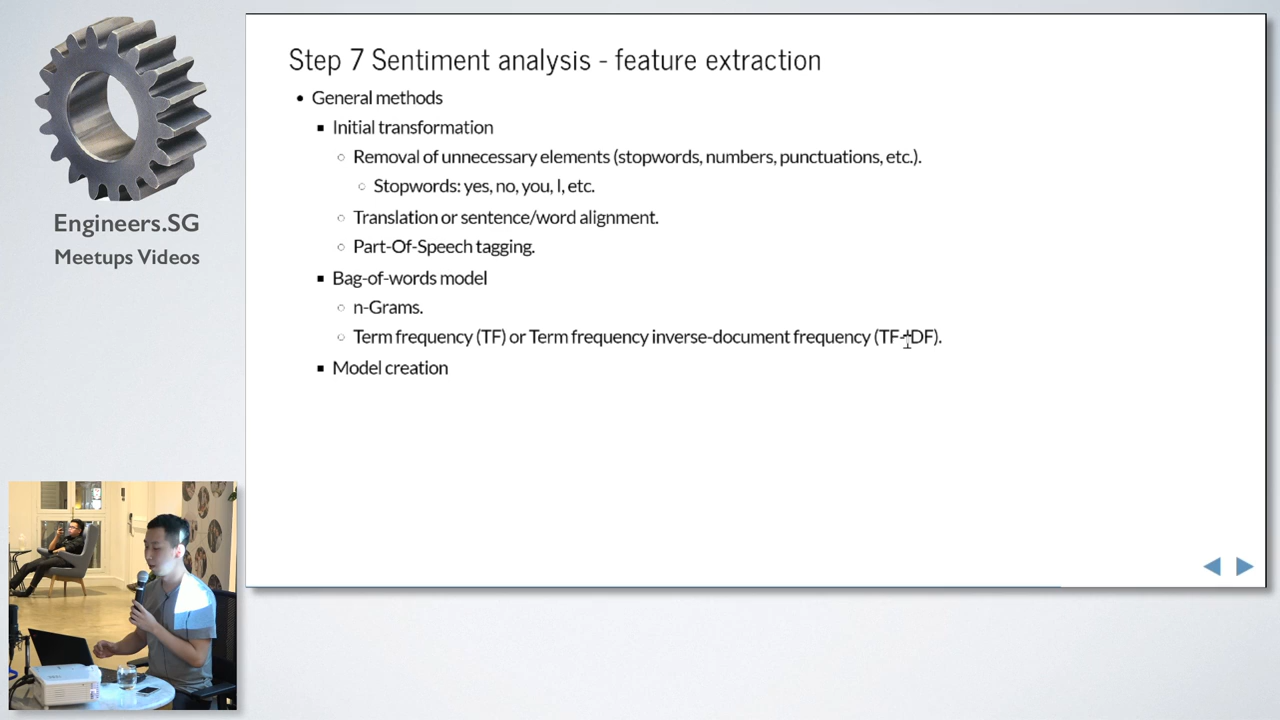 Engineers.SG
Meetups Videos
Step 7 Sentiment analysis - feature extraction
General methods
Initial transformation
Removal of unnecessary elements (stopwords, numbers, punctuations, etc.).
Stopwords: yes, no, you, I, etc.
Translation or sentence/word alignment.
Part-Of-Speech tagging.
Bag-of-words model
n-Grams.
Term frequency (TF) or Term frequency inverse-document frequency (TF-IDF).
Model creation